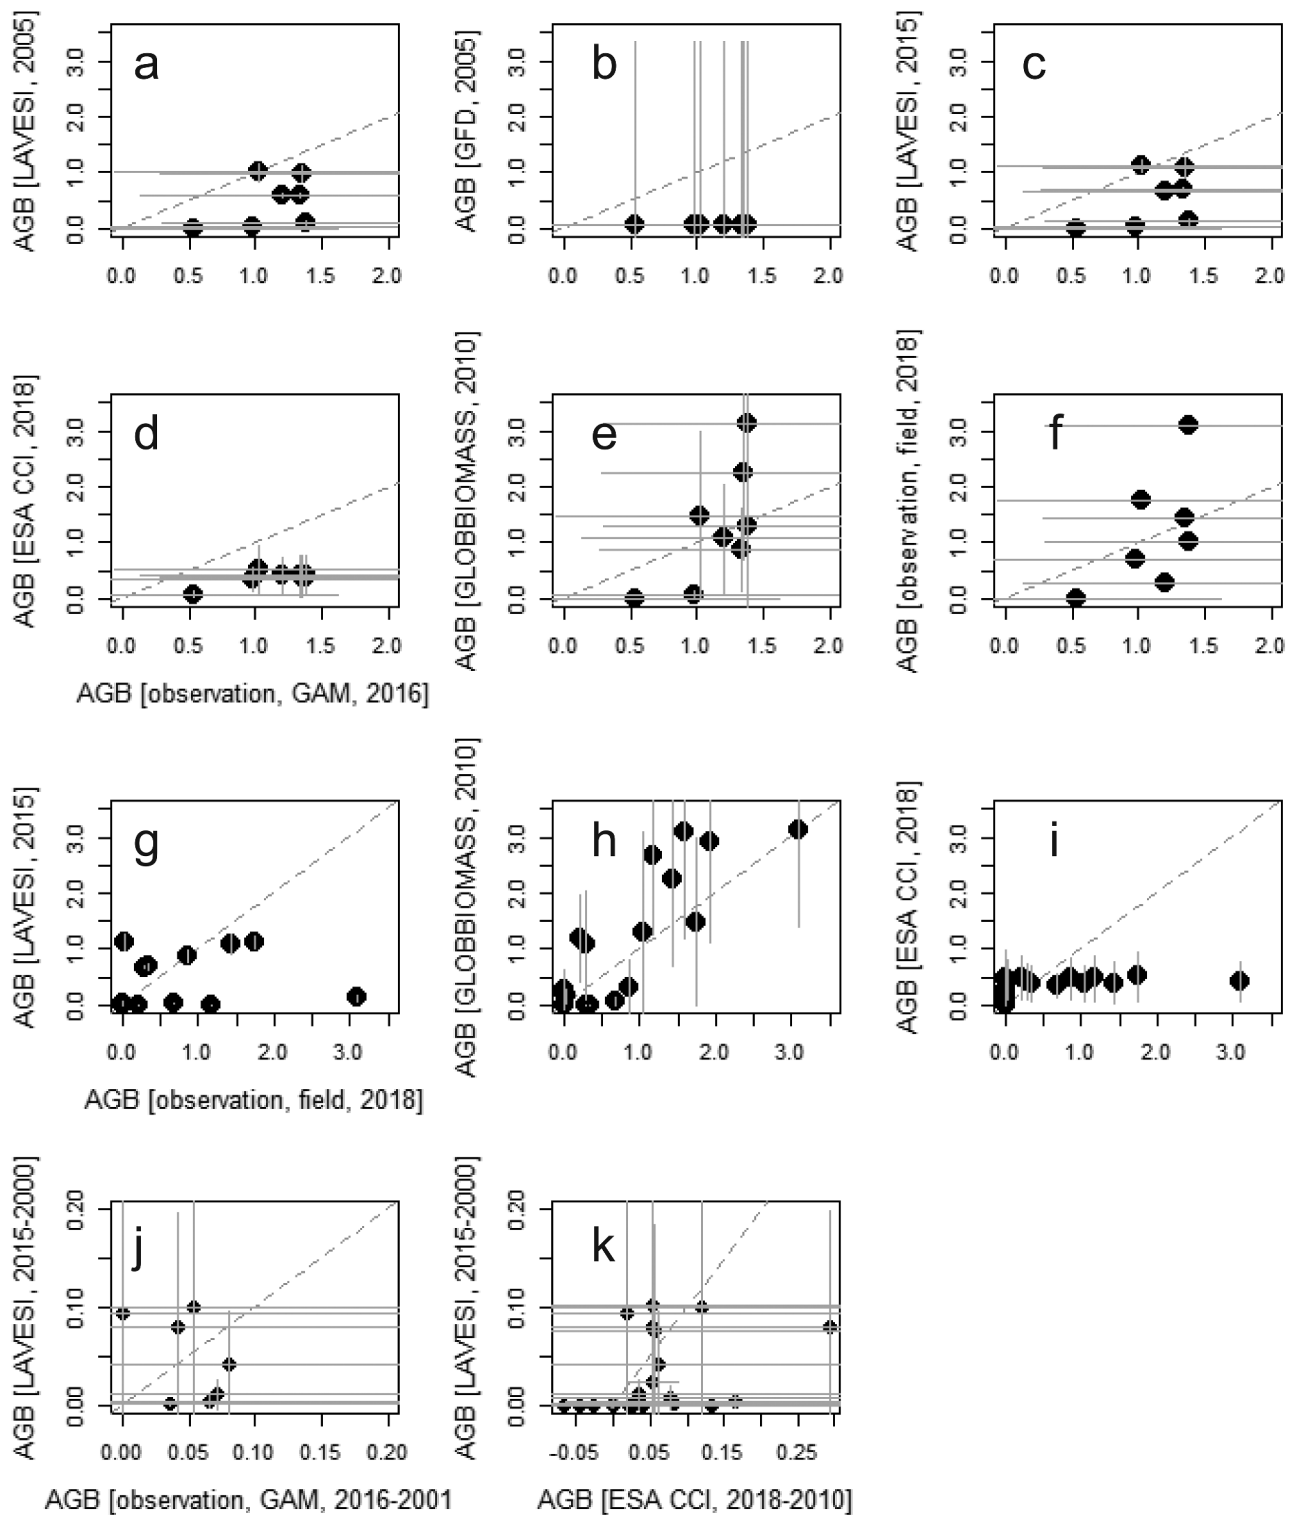 AGB [LAVESI, 2005]
0.0 1.0 2.0 3.0
a
0.0 0.5 1.0 1.5 2.0
AGB [GFD, 2005]
0.0 1.0 2.0 3.0
b
0.0 0.5 1.0 1.5 2.0
AGB [LAVESI, 2015]
0.0 1.0 2.0 3.0
c
0.0 0.5 1.0 1.5 2.0
AGB [ESA CCI, 2018]
0.0 1.0 2.0 3.0
d
0.0 0.5 1.0 1.5 2.0
AGB [observation, GAM, 2016]
AGB [GLOBBIOMASS, 2010]
0.0 1.0 2.0 3.0
e
0.0 0.5 1.0 1.5 2.0
AGB [observation, field, 2018]
0.0 1.0 2.0 3.0
f
0.0 0.5 1.0 1.5 2.0
AGB [LAVESI, 2015]
0.0 1.0 2.0 3.0
g
0.0 1.0 2.0 3.0
AGB [observation, field, 2018]
AGB [GLOBBIOMASS, 2010]
0.0 1.0 2.0 3.0
h
0.0 1.0 2.0 3.0
AGB [ESA CCI, 2018]
0.0 1.0 2.0 3.0
i
0.0 1.0 2.0 3.0
AGB [LAVESI, 2015-2000]
0.00 0.10 0.20
j
0.00 0.05 0.10 0.15 0.20
AGB [observation, GAM, 2016-2001
AGB [LAVESI, 2015-2000]
0.00 0.10 0.20
k
-0.05 0.05 0.15 0.25
AGB [ESA CCI, 2018-2010]